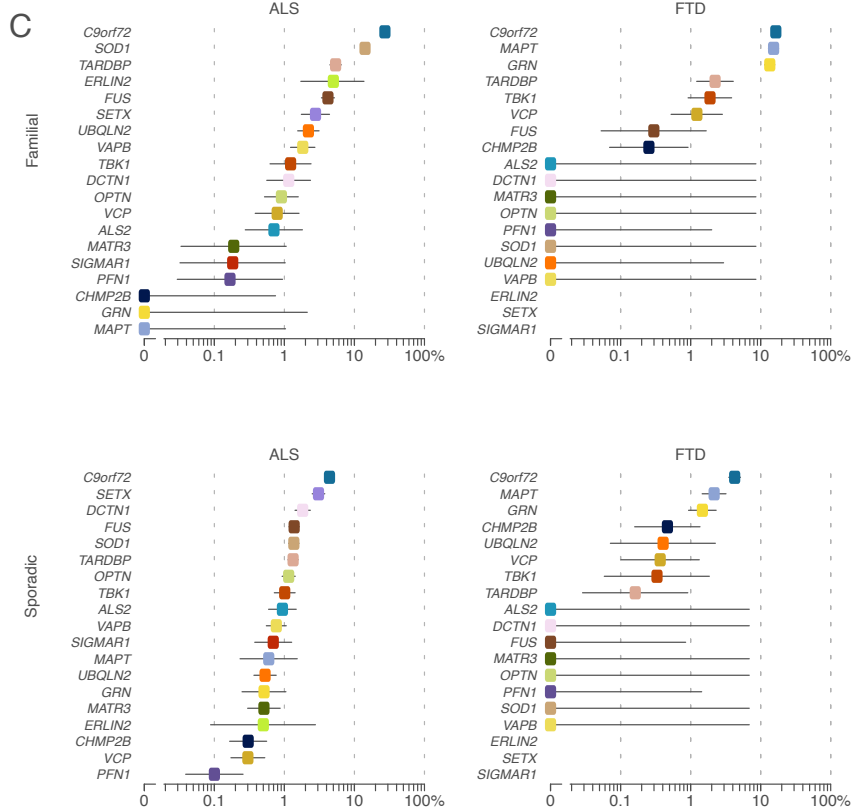 C
ALS
FTD
Familial
C9orf72
SOD1
TARDBP
ERLIN2
FUS
SETX
UBQLN2
VAPB
TBK1
DCTN1
OPTN
VCP
ALS2
MATR3
SIGMAR1
PFN1
CHMP2B
GRN
MAPT
0 0.1 1 10 100%
C9orf72
MAPT
GRN
TARDBP
TBK1
VCP
FUS
CHMP2B
ALS2
DCTN1
MATR3
OPTN
PFN1
SOD1
UBQLN2
VAPB
ERLIN2
SETX
SIGMAR1
0 0.1 1 10 100%
ALS
FTD
Sporadic
C9orf72
SETX
DCTN1
FUS
SOD1
TARDBP
OPTN
TBK1
ALS2
VAPB
SIGMAR1
MAPT
UBQLN2
GRN
MATR3
ERLIN2
CHMP2B
VCP
PFN1
0 0.1 1 10 100%
C9orf72
MAPT
GRN
CHMP2B
UBQLN2
VCP
TBK1
TARDBP
ALS2
DCTN1
FUS
MATR3
OPTN
PFN1
SOD1
VAPB
ERLIN2
SETX
SIGMAR1
0 0.1 1 10 100%